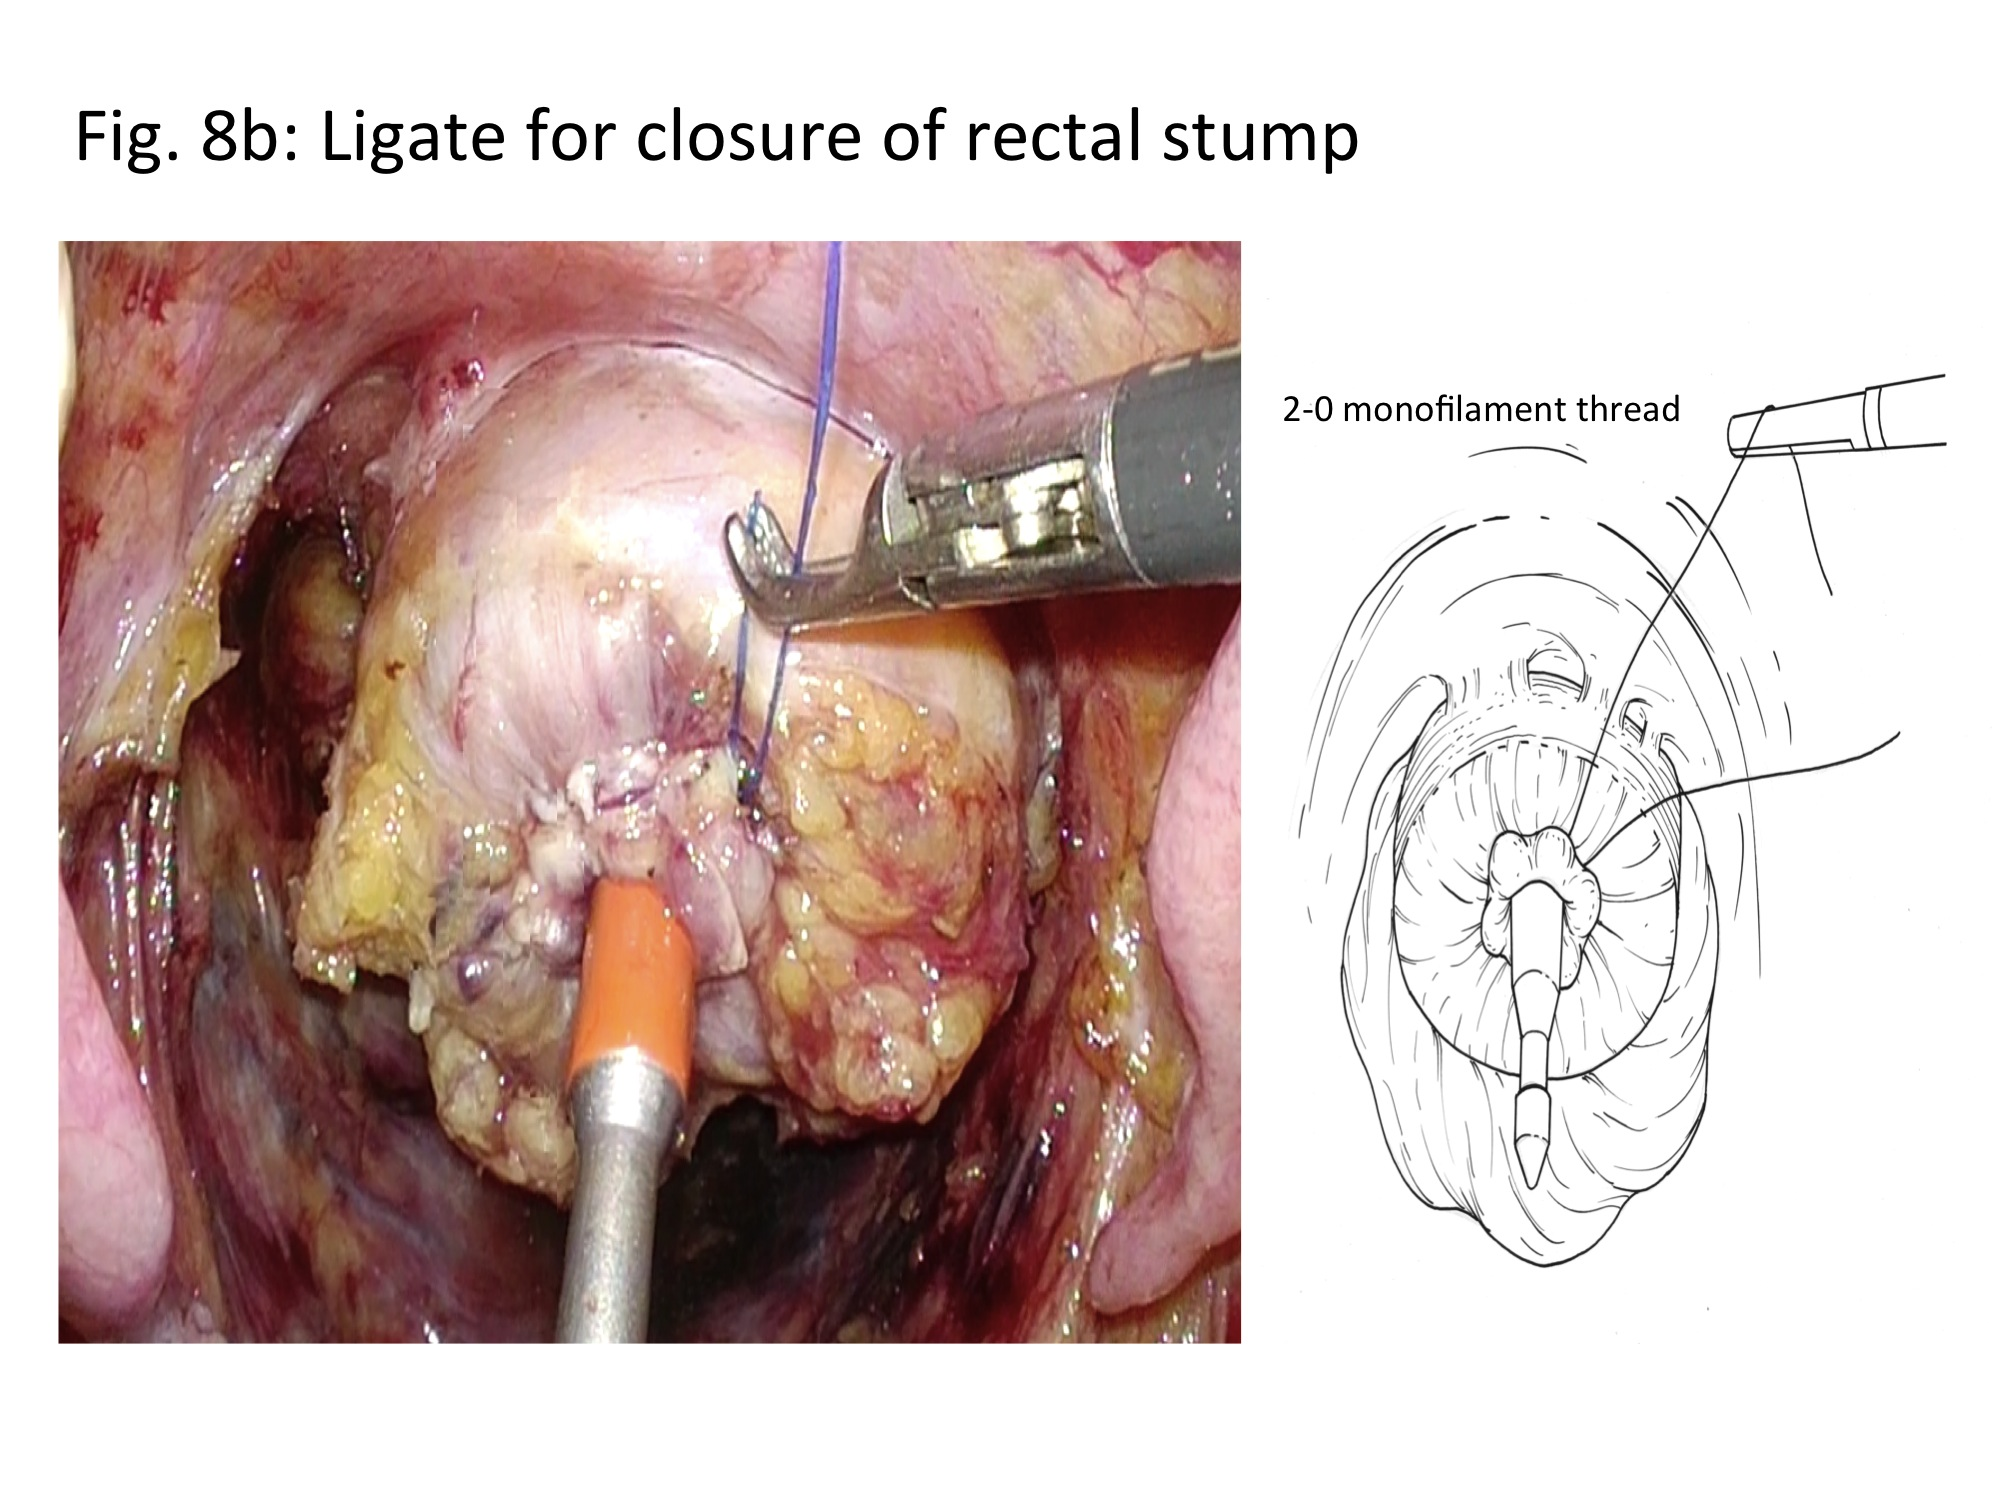 Fig. 8b: Ligate for closure of rectal stump
2-0 monofilament thread